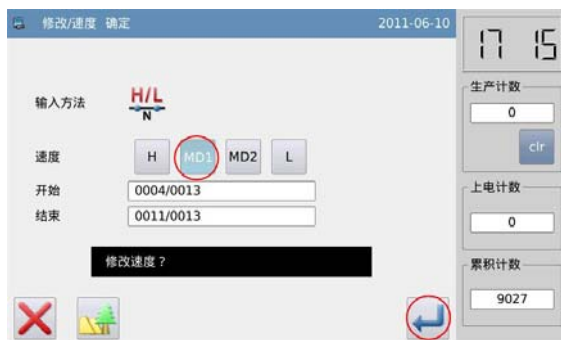 修改/速度 确定
2011-06-10
17 15
输入方法
H/L
N
生产计数
0
clr
速度
H MD1 MD2 L
开始
0004/0013
结束
0011/0013
上电计数
0
修改速度？
累积计数
9027